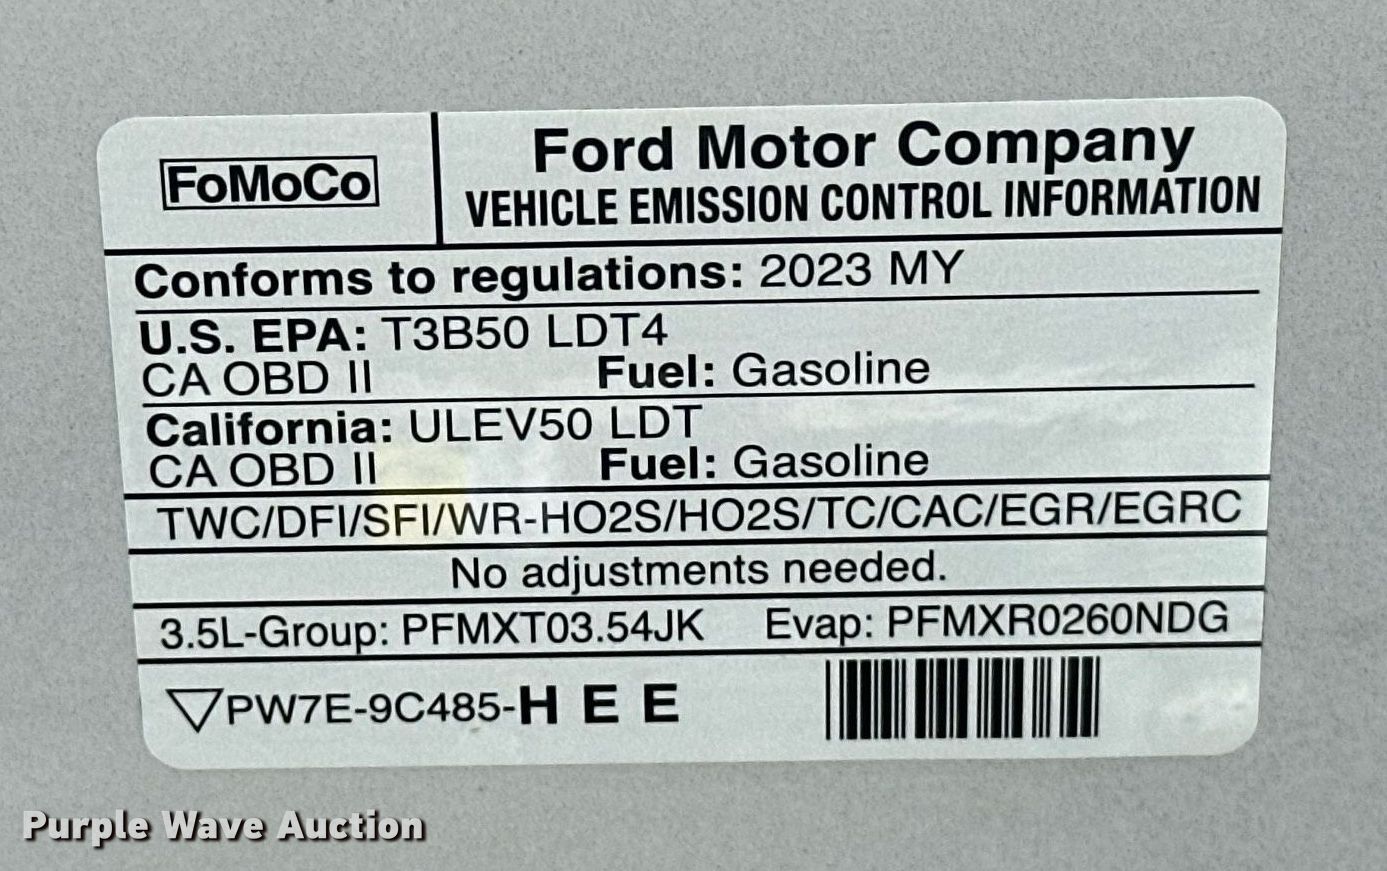 FoMoCo
Ford Motor Company
VEHICLE EMISSION CONTROL INFORMATION
Conforms to regulations: 2023 MY
U.S. EPA: T3B50 LDT4
CA OBD II Fuel: Gasoline
California: ULEV50 LDT
CA OBD II Fuel: Gasoline
TWC/DFI/SFI/WR-HO2S/HO2S/TC/CAC/EGR/EGRC
No adjustments needed.
3.5L-Group: PFMXT03.54JK Evap: PFMXR0260NDG
PW7E-9C485-H E E
Purple Wave Auction